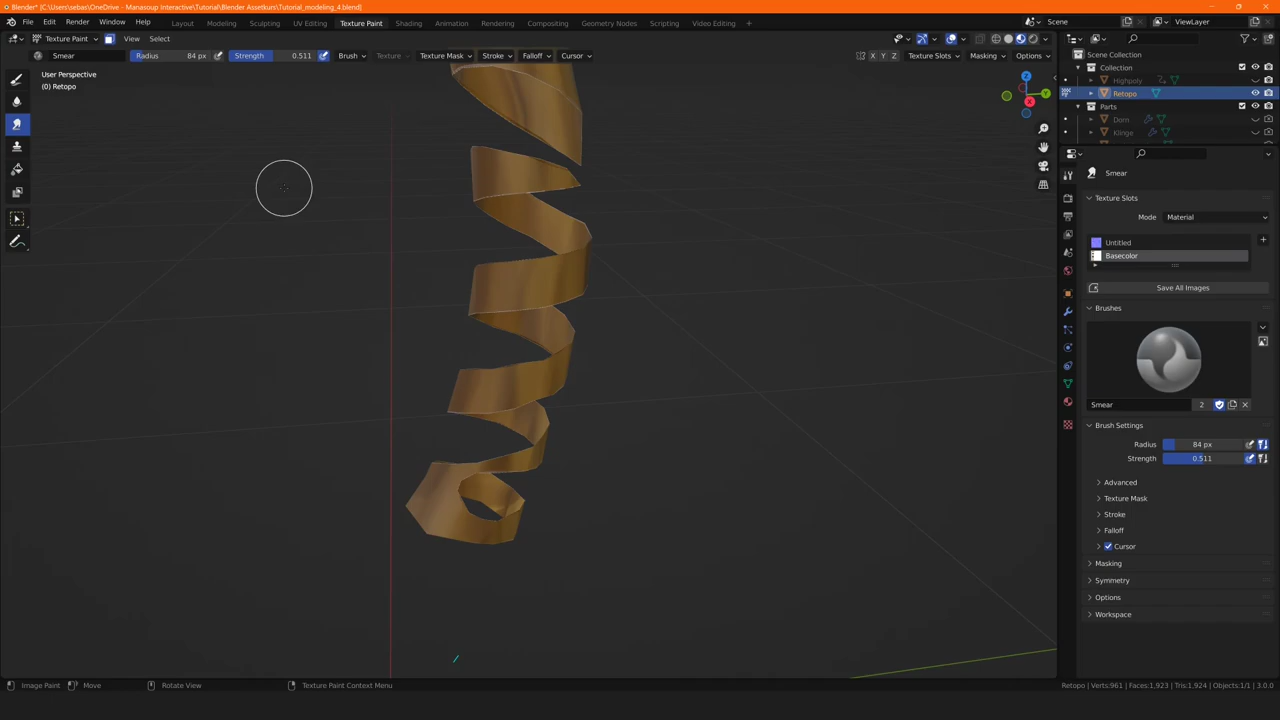 Blender* [C:\Users\sebas\OneDrive - Manasoup Interactive\Tutorial\Blender Assetkurs\Tutorial_modeling_4.blend]
File Edit Render Window Help Layout Modeling Sculpting UV Editing Texture Paint Shading Animation Rendering Compositing Geometry Nodes Scripting Video Editing + Scene ViewLayer
Texture Paint View Select
Smear Radius 84 px Strength 0.511 Brush Texture Texture Mask Stroke Falloff Cursor X Y Z Texture Slots Masking Options
User Perspective
(0) Retopo
Z
Y
X
Scene Collection
Collection
Highpoly
Retopo
Parts
Dorn
Klinge
Smear
Texture Slots
Mode Material
Untitled
Basecolor
Save All Images
Brushes
Smear 2
Brush Settings
Radius 84 px
Strength 0.511
Advanced
Texture Mask
Stroke
Falloff
Cursor
Masking
Symmetry
Options
Workspace
Image Paint Move Rotate View Texture Paint Context Menu Retopo | Verts:961 | Faces:1,923 | Tris:1,924 | Objects:1/1 | 3.0.0